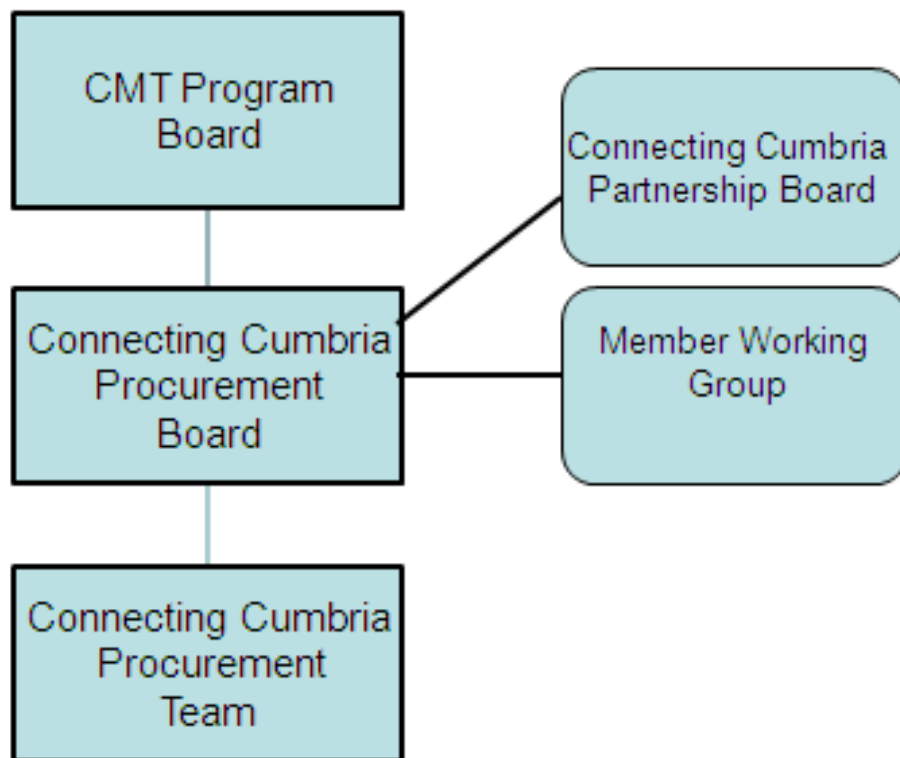 CMT Program
Board
Connecting Cumbria
Partnership Board
Connecting Cumbria
Procurement
Board
Member Working
Group
Connecting Cumbria
Procurement
Team